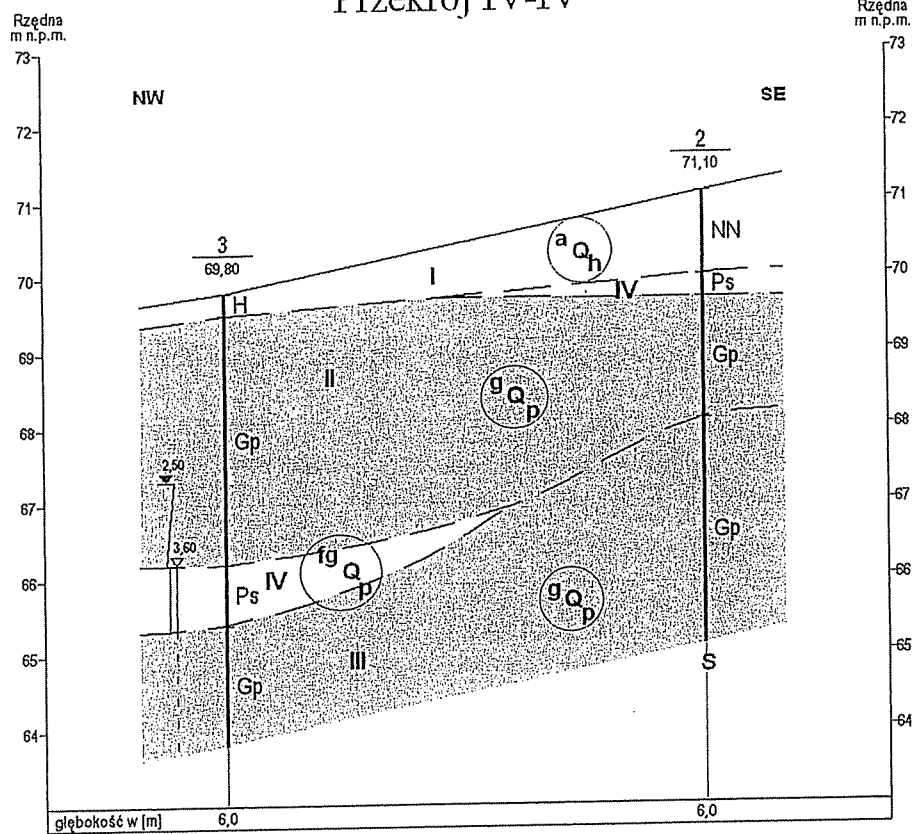 Przekrój IV-IV
Rzędna
m n.p.m.
Rzędna
m n.p.m.
73
73
NW
SE
72
72
2
71,10
71
71
NN
a Q h
3
69,80
70
70
I
IV
Ps
H
69
69
II
g Q p
Gp
Gp
68
68
2,50
67
67
Gp
3,60
fg Q p
66
66
Ps
IV
g Q p
65
65
III
S
Gp
64
64
głębokość w [m]
6,0
6,0